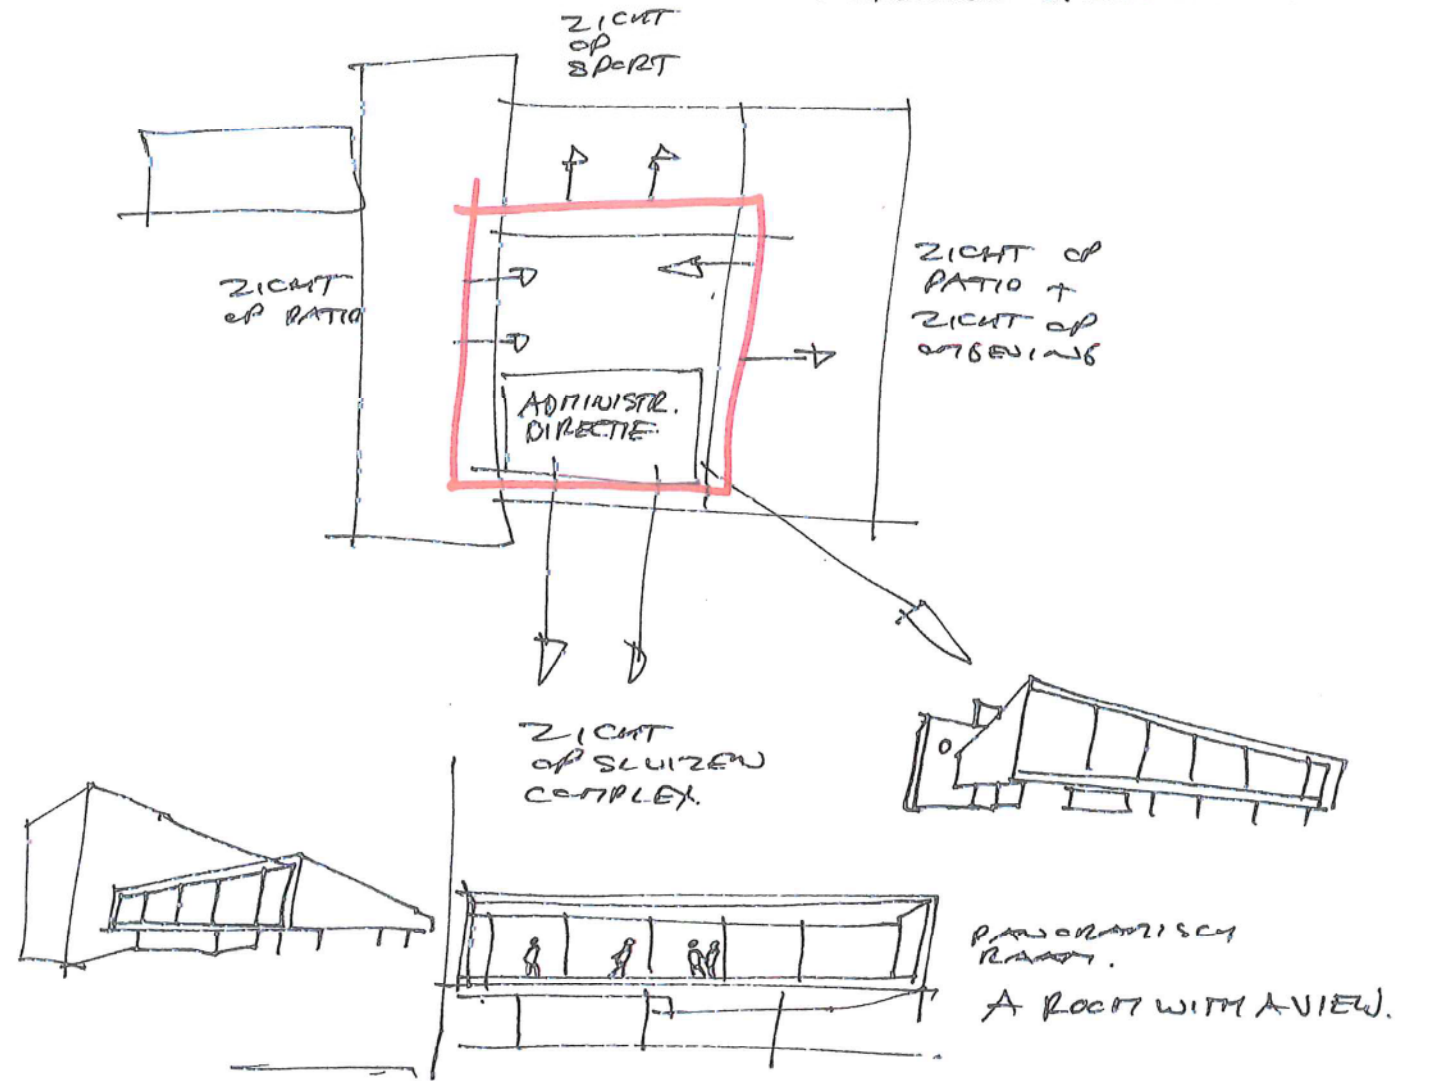 ZICHT
OP
SPORT
ZICHT
OP PATIO
ZICHT OP
PATIO +
ZICHT OP
OMGEVING
ADMINISTR.
DIRECTIE
ZICHT
OP SLUIZEN
COMPLEX.
PANORAMISCH
RAAM.
A ROOM WITH A VIEW.